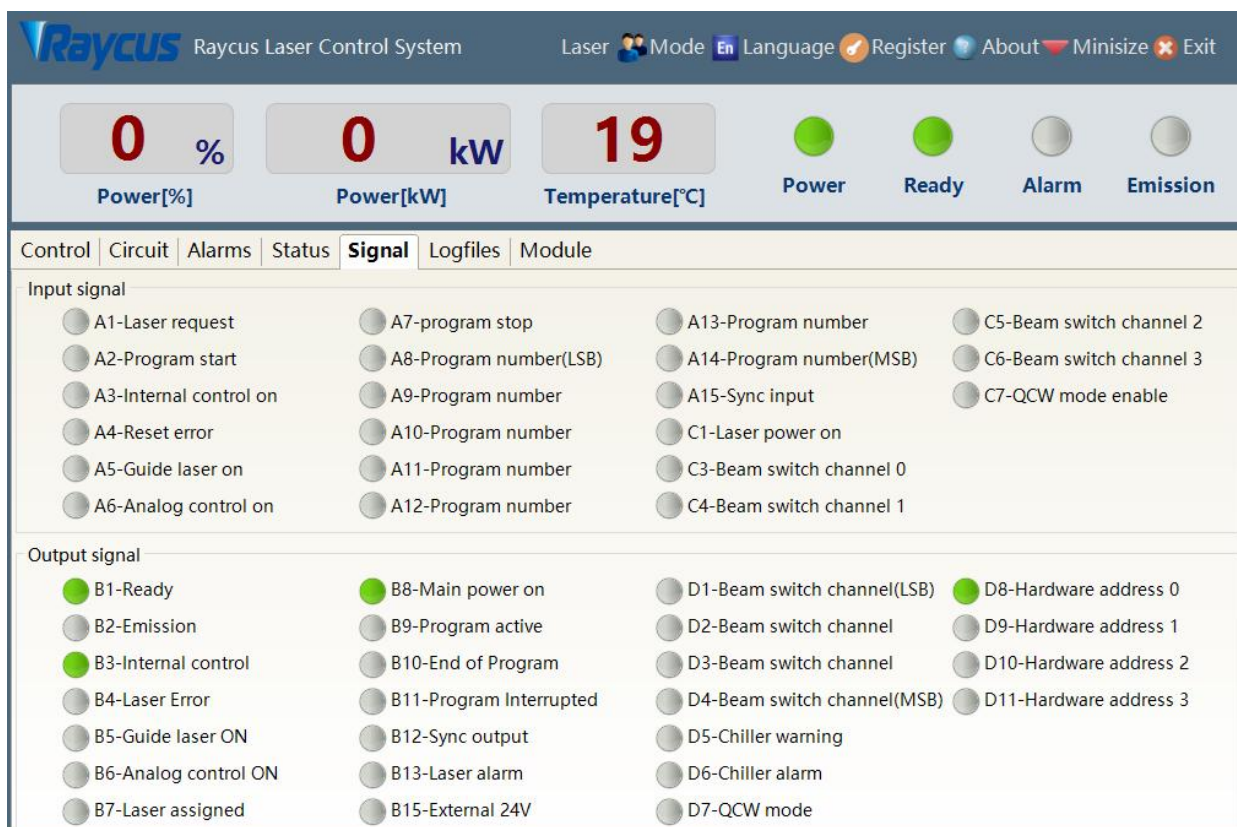 Raycus Raycus Laser Control System Laser Mode En Language Register ? About Minisize Exit
0 % 0 kW 19
Power[%] Power[kW] Temperature[℃] Power Ready Alarm Emission
Control Circuit Alarms Status Signal Logfiles Module
Input signal
A1-Laser request A7-program stop A13-Program number C5-Beam switch channel 2
A2-Program start A8-Program number(LSB) A14-Program number(MSB) C6-Beam switch channel 3
A3-Internal control on A9-Program number A15-Sync input C7-QCW mode enable
A4-Reset error A10-Program number C1-Laser power on
A5-Guide laser on A11-Program number C3-Beam switch channel 0
A6-Analog control on A12-Program number C4-Beam switch channel 1
Output signal
B1-Ready B8-Main power on D1-Beam switch channel(LSB) D8-Hardware address 0
B2-Emission B9-Program active D2-Beam switch channel D9-Hardware address 1
B3-Internal control B10-End of Program D3-Beam switch channel D10-Hardware address 2
B4-Laser Error B11-Program Interrupted D4-Beam switch channel(MSB) D11-Hardware address 3
B5-Guide laser ON B12-Sync output D5-Chiller warning
B6-Analog control ON B13-Laser alarm D6-Chiller alarm
B7-Laser assigned B15-External 24V D7-QCW mode